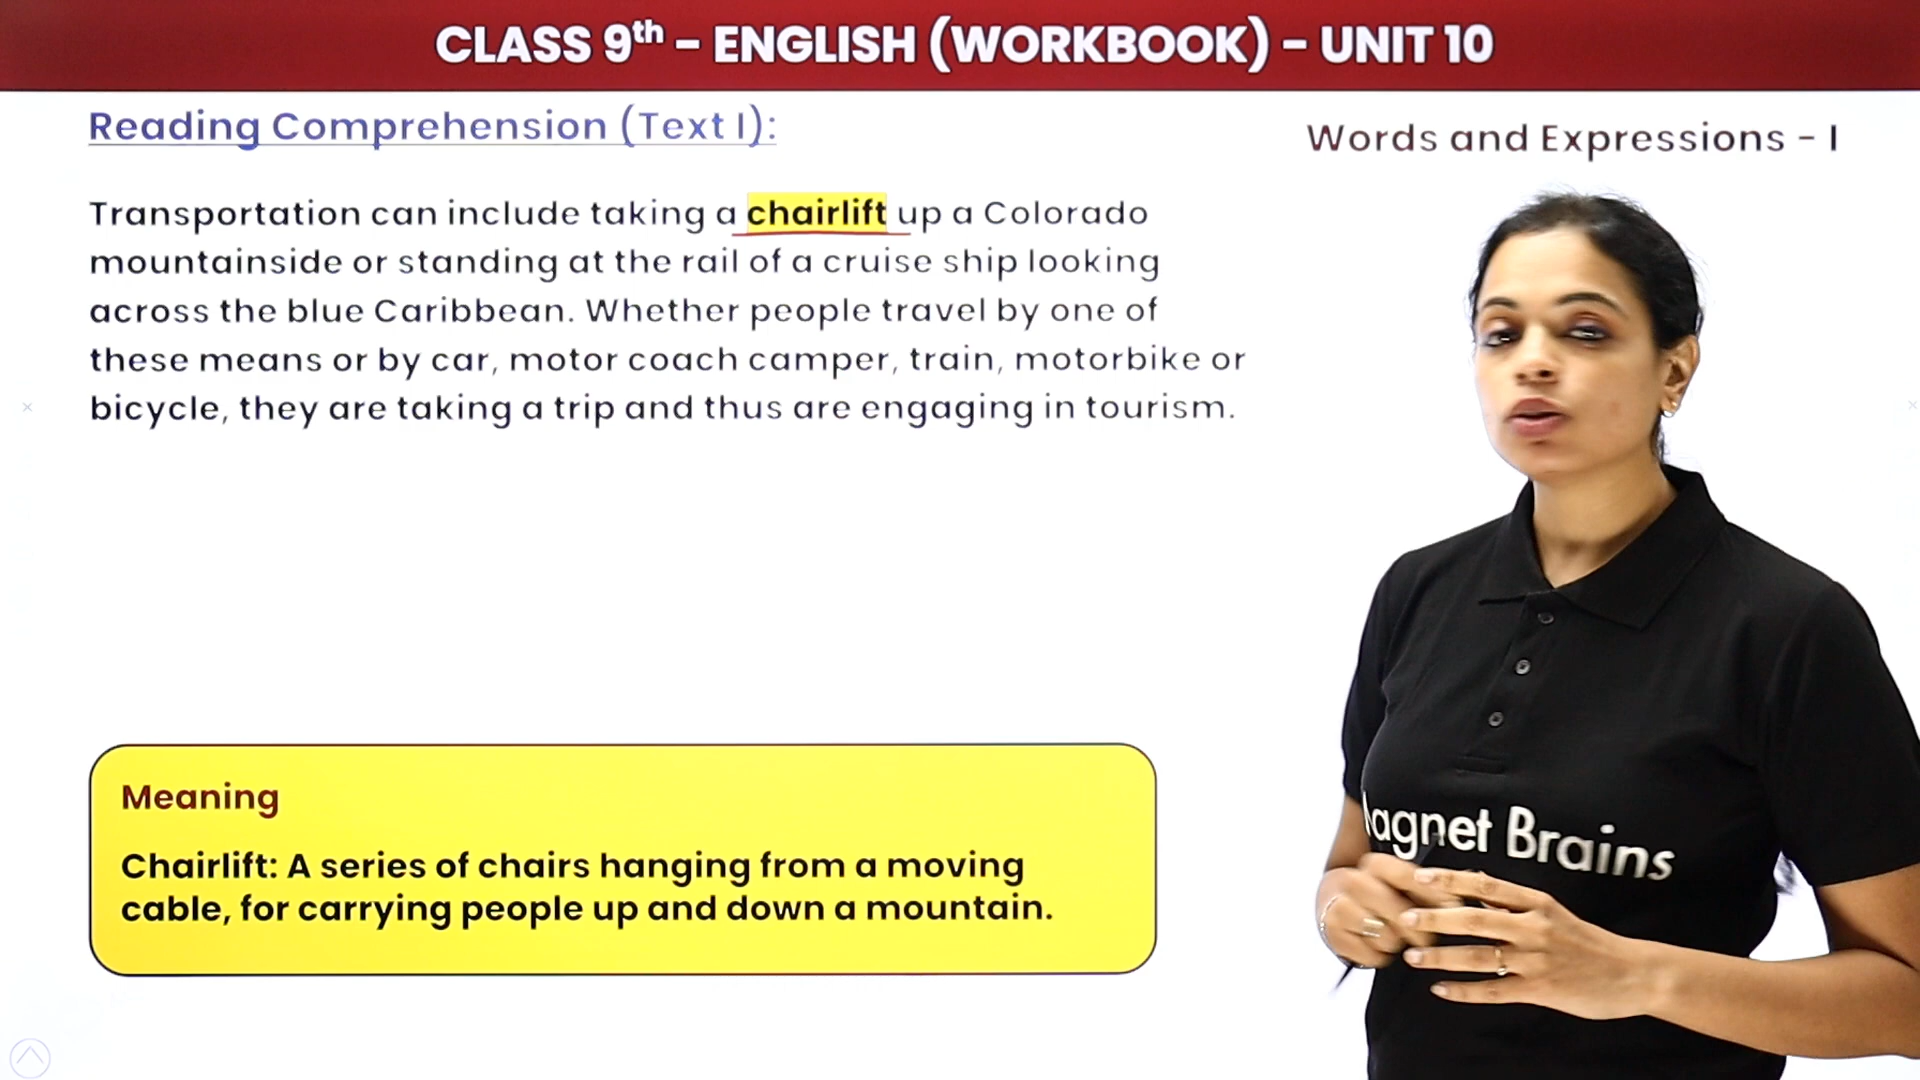 CLASS 9th – ENGLISH (WORKBOOK) – UNIT 10
Reading Comprehension (Text I):
Words and Expressions – I
Transportation can include taking a chairlift up a Colorado
mountainside or standing at the rail of a cruise ship looking
across the blue Caribbean. Whether people travel by one of
these means or by car, motor coach camper, train, motorbike or
bicycle, they are taking a trip and thus are engaging in tourism.
Meaning
Chairlift: A series of chairs hanging from a moving
cable, for carrying people up and down a mountain.
agnet Brains